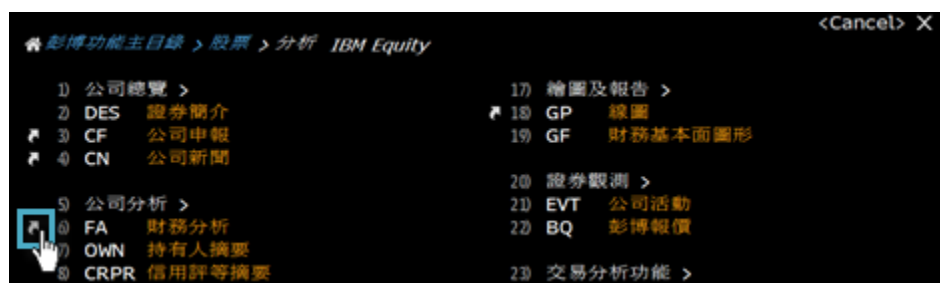 <Cancel> X
彭博功能主目錄 > 股票 > 分析 IBM Equity
1) 公司總覽 >
2) DES 證券簡介
3) CF 公司申報
4) CN 公司新聞
5) 公司分析 >
6) FA 財務分析
7) OWN 持有人摘要
8) CRPR 信用評等摘要
17) 繪圖及報告 >
18) GP 線圖
19) GF 財務基本面圖形
20) 證券觀測 >
21) EVT 公司活動
22) BQ 彭博報價
23) 交易分析功能 >